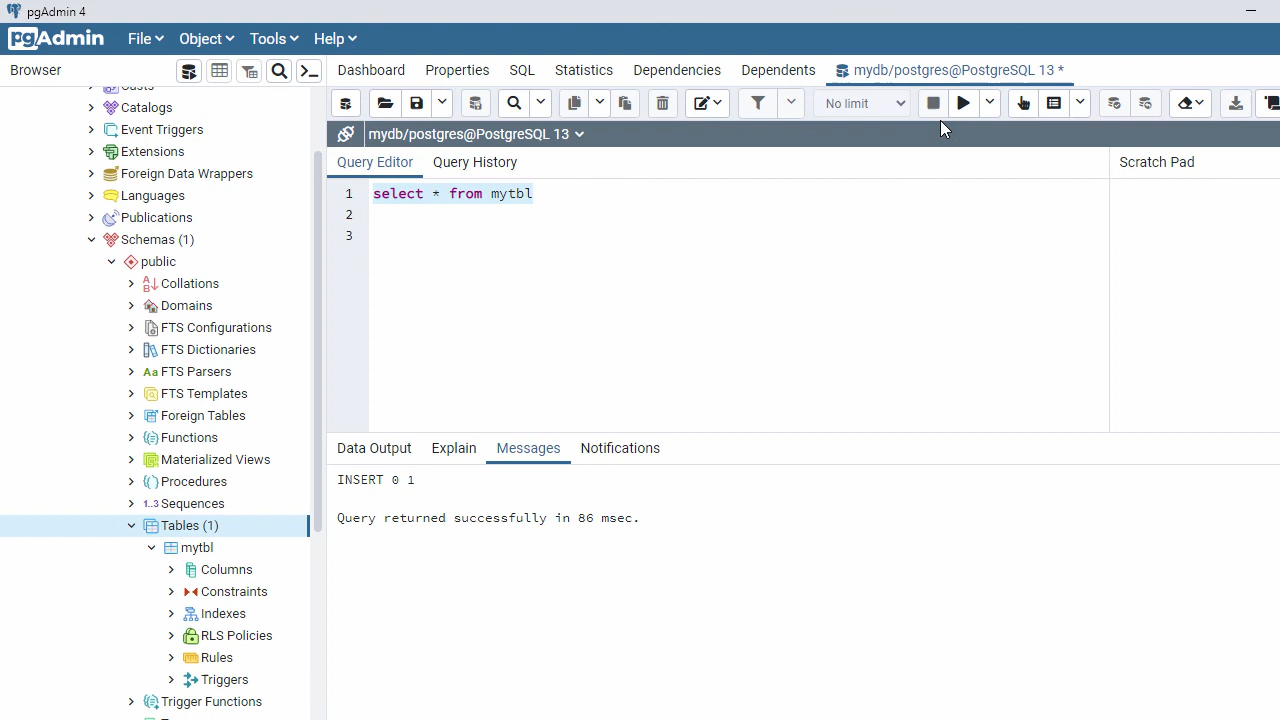 pgAdmin 4
pgAdmin File Object Tools Help
Browser
Dashboard Properties SQL Statistics Dependencies Dependents mydb/postgres@PostgreSQL 13 *
No limit
mydb/postgres@PostgreSQL 13
Query Editor Query History
Scratch Pad
1 select * from mytbl
2
3
Casts
Catalogs
Event Triggers
Extensions
Foreign Data Wrappers
Languages
Publications
Schemas (1)
public
Collations
Domains
FTS Configurations
FTS Dictionaries
Aa FTS Parsers
FTS Templates
Foreign Tables
Functions
Materialized Views
Procedures
1..3 Sequences
Tables (1)
mytbl
Columns
Constraints
Indexes
RLS Policies
Rules
Triggers
Trigger Functions
Data Output Explain Messages Notifications
INSERT 0 1
Query returned successfully in 86 msec.